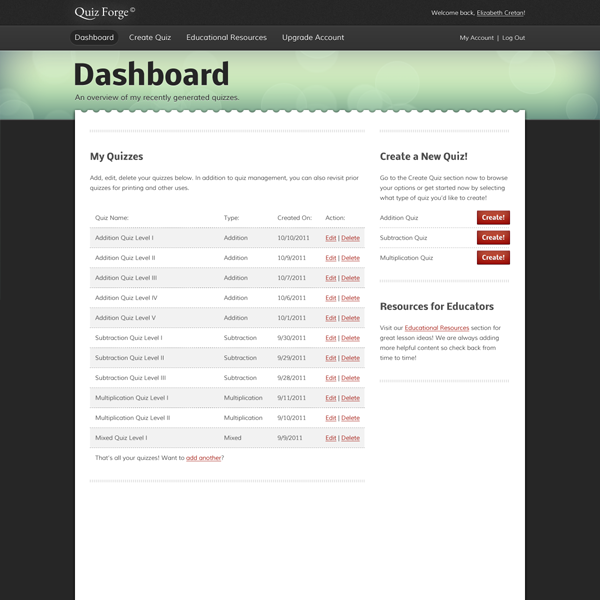 Quiz Forge©
Welcome back, Elizabeth Cretan!
Dashboard Create Quiz Educational Resources Upgrade Account
My Account | Log Out
Dashboard
An overview of my recently generated quizzes.
My Quizzes
Add, edit, delete your quizzes below. In addition to quiz management, you can also revisit prior
quizzes for printing and other uses.
Quiz Name: Type: Created On: Action:
Addition Quiz Level I Addition 10/10/2011 Edit | Delete
Addition Quiz Level II Addition 10/9/2011 Edit | Delete
Addition Quiz Level III Addition 10/7/2011 Edit | Delete
Addition Quiz Level IV Addition 10/6/2011 Edit | Delete
Addition Quiz Level V Addition 10/1/2011 Edit | Delete
Subtraction Quiz Level I Subtraction 9/30/2011 Edit | Delete
Subtraction Quiz Level II Subtraction 9/29/2011 Edit | Delete
Subtraction Quiz Level III Subtraction 9/28/2011 Edit | Delete
Multiplication Quiz Level I Multiplication 9/11/2011 Edit | Delete
Multiplication Quiz Level II Multiplication 9/10/2011 Edit | Delete
Mixed Quiz Level I Mixed 9/9/2011 Edit | Delete
That's all your quizzes! Want to add another?
Create a New Quiz!
Go to the Create Quiz section now to browse
your options or get started now by selecting
what type of quiz you'd like to create!
Addition Quiz Create!
Subtraction Quiz Create!
Multiplication Quiz Create!
Resources for Educators
Visit our Educational Resources section for
great lesson ideas! We are always adding
more helpful content so check back from
time to time!